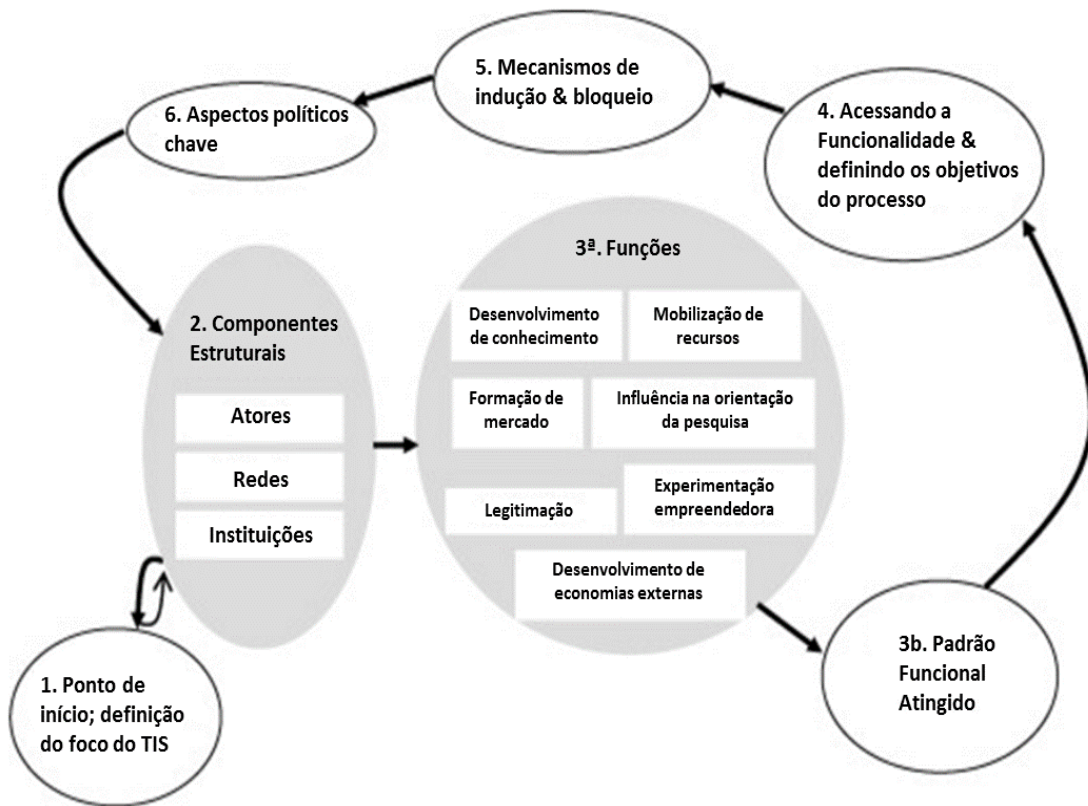 5. Mecanismos de
indução & bloqueio
6. Aspectos políticos
chave
4. Acessando a
Funcionalidade &
definindo os objetivos
do processo
3ª. Funções
Desenvolvimento
de conhecimento
Mobilização de
recursos
Formação de
mercado
Influência na orientação
da pesquisa
Legitimação
Experimentação
empreendedora
Desenvolvimento de
economias externas
2. Componentes
Estruturais
Atores
Redes
Instituições
1. Ponto de
início; definição
do foco do TIS
3b. Padrão
Funcional
Atingido